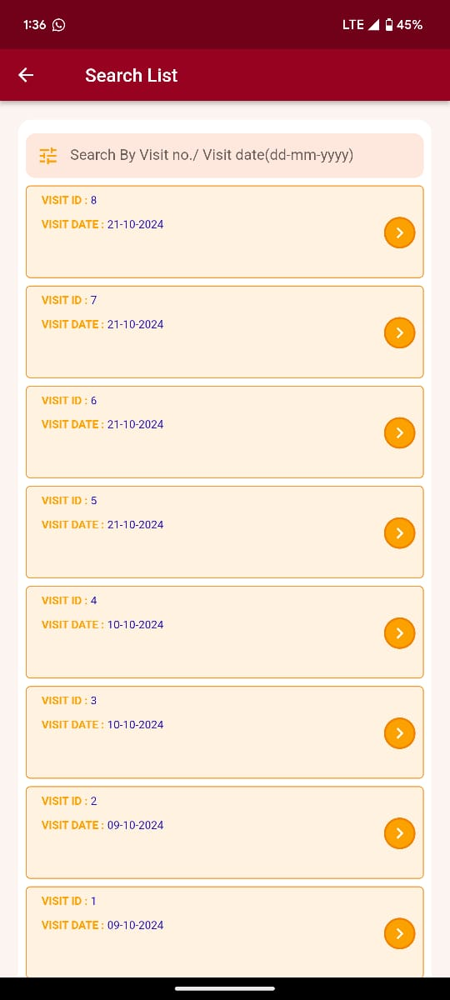 1:36 LTE 45%
Search List
Search By Visit no./ Visit date(dd-mm-yyyy)
VISIT ID : 8
VISIT DATE : 21-10-2024
VISIT ID : 7
VISIT DATE : 21-10-2024
VISIT ID : 6
VISIT DATE : 21-10-2024
VISIT ID : 5
VISIT DATE : 21-10-2024
VISIT ID : 4
VISIT DATE : 10-10-2024
VISIT ID : 3
VISIT DATE : 10-10-2024
VISIT ID : 2
VISIT DATE : 09-10-2024
VISIT ID : 1
VISIT DATE : 09-10-2024